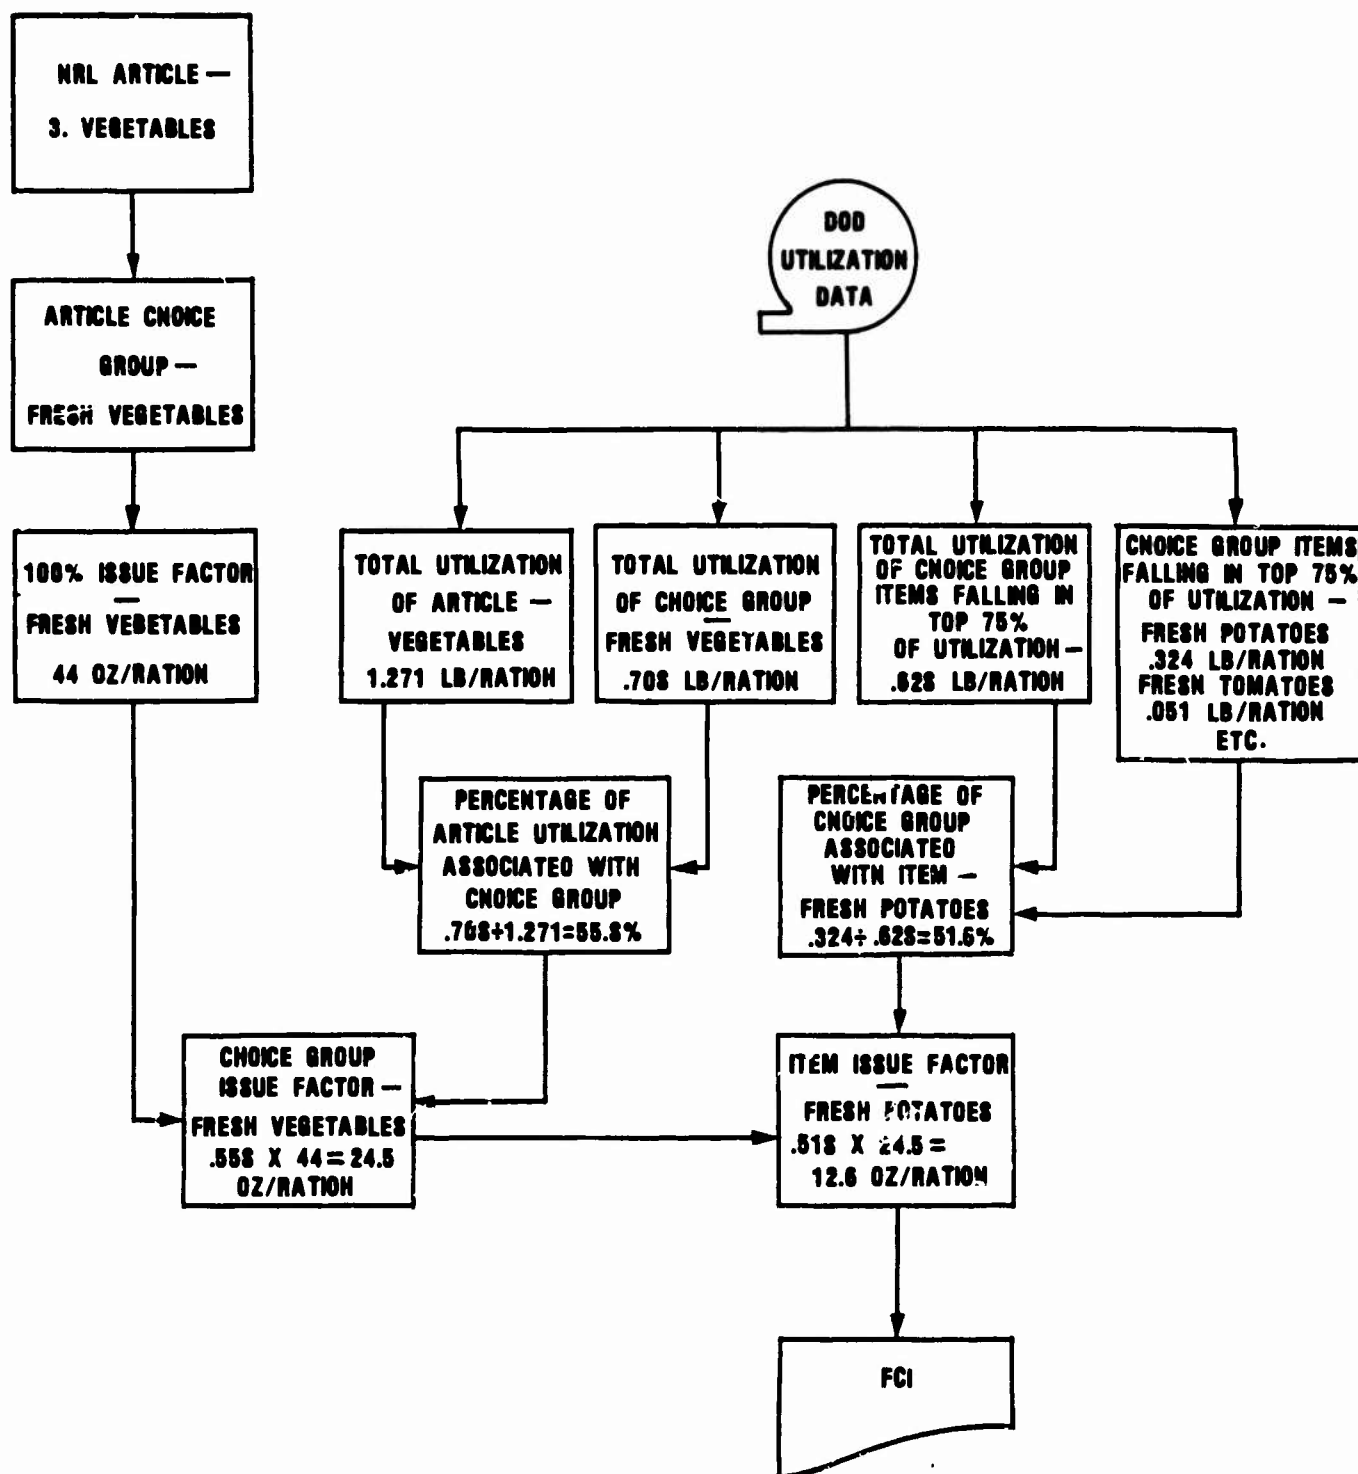 NRL ARTICLE —
3. VEGETABLES
ARTICLE CHOICE
GROUP —
FRESH VEGETABLES
100% ISSUE FACTOR
—
FRESH VEGETABLES
44 OZ/RATION
DOD
UTILIZATION
DATA
TOTAL UTILIZATION
OF ARTICLE —
VEGETABLES
1.271 LB/RATION
TOTAL UTILIZATION
OF CHOICE GROUP
—
FRESH VEGETABLES
.708 LB/RATION
TOTAL UTILIZATION
OF CHOICE GROUP
ITEMS FALLING IN
TOP 75%
OF UTILIZATION —
.628 LB/RATION
CHOICE GROUP ITEMS
FALLING IN TOP 75%
OF UTILIZATION —
FRESH POTATOES
.324 LB/RATION
FRESH TOMATOES
.051 LB/RATION
ETC.
PERCENTAGE OF
ARTICLE UTILIZATION
ASSOCIATED WITH
CHOICE GROUP
.708÷1.271=55.8%
PERCENTAGE OF
CHOICE GROUP
ASSOCIATED
WITH ITEM —
FRESH POTATOES
.324÷.628=51.6%
CHOICE GROUP
ISSUE FACTOR —
FRESH VEGETABLES
.558 X 44=24.5
OZ/RATION
ITEM ISSUE FACTOR
—
FRESH POTATOES
.516 X 24.5=
12.6 OZ/RATION
FCI